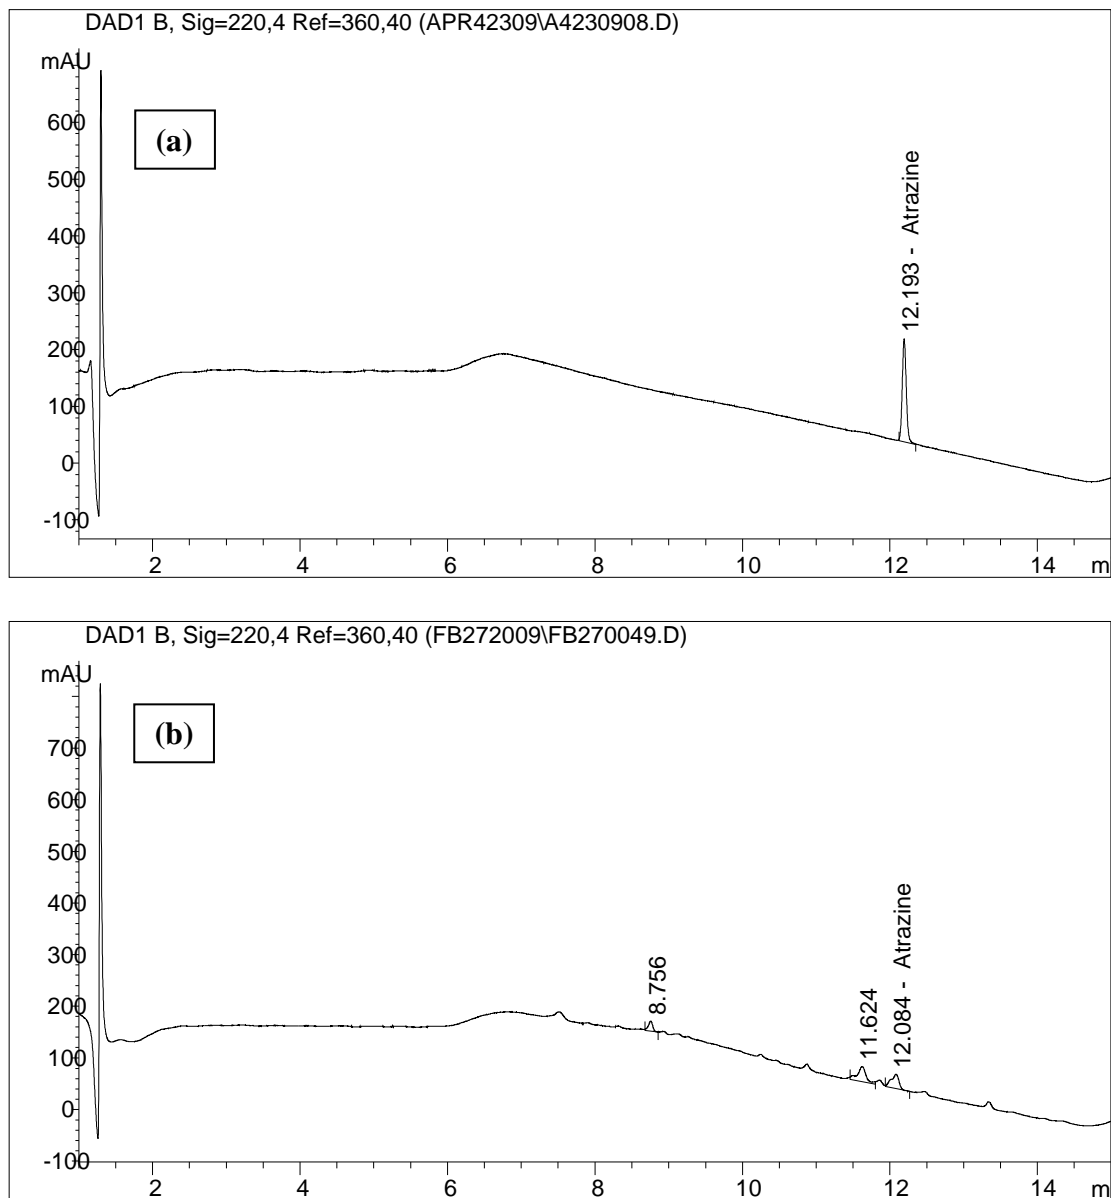 DAD1 B, Sig=220,4 Ref=360,40 (APR42309\A4230908.D)
mAU
(a)
600
500
400
300
200
100
0
-100
12.193 - Atrazine
2 4 6 8 10 12 14 m
DAD1 B, Sig=220,4 Ref=360,40 (FB272009\FB270049.D)
mAU
(b)
700
600
500
400
300
200
100
0
-100
8.756
11.624
12.084 - Atrazine
2 4 6 8 10 12 14 m